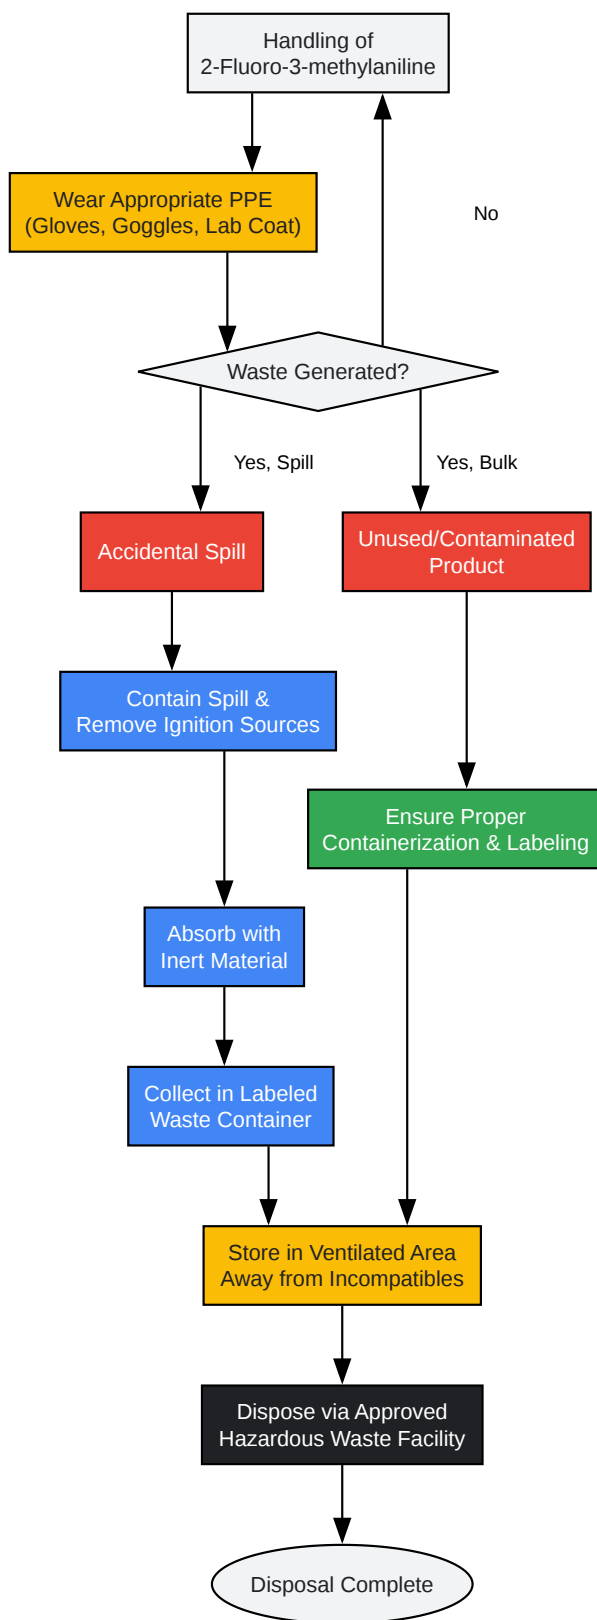 Handling of
2-Fluoro-3-methylaniline
Wear Appropriate PPE
(Gloves, Goggles, Lab Coat)
No
Waste Generated?
Yes, Spill
Yes, Bulk
Accidental Spill
Unused/Contaminated
Product
Contain Spill &
Remove Ignition Sources
Ensure Proper
Containerization & Labeling
Absorb with
Inert Material
Collect in Labeled
Waste Container
Store in Ventilated Area
Away from Incompatibles
Dispose via Approved
Hazardous Waste Facility
Disposal Complete